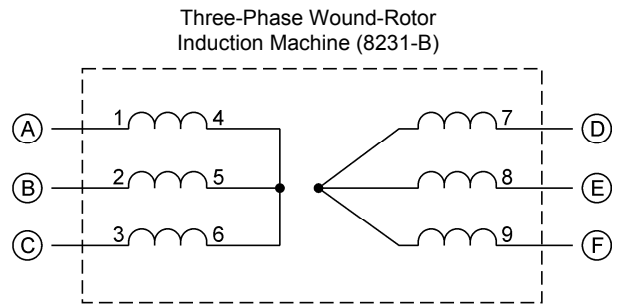 Three-Phase Wound-Rotor
Induction Machine (8231-B)
A 1 4 7 D
B 2 5 8 E
C 3 6 9 F